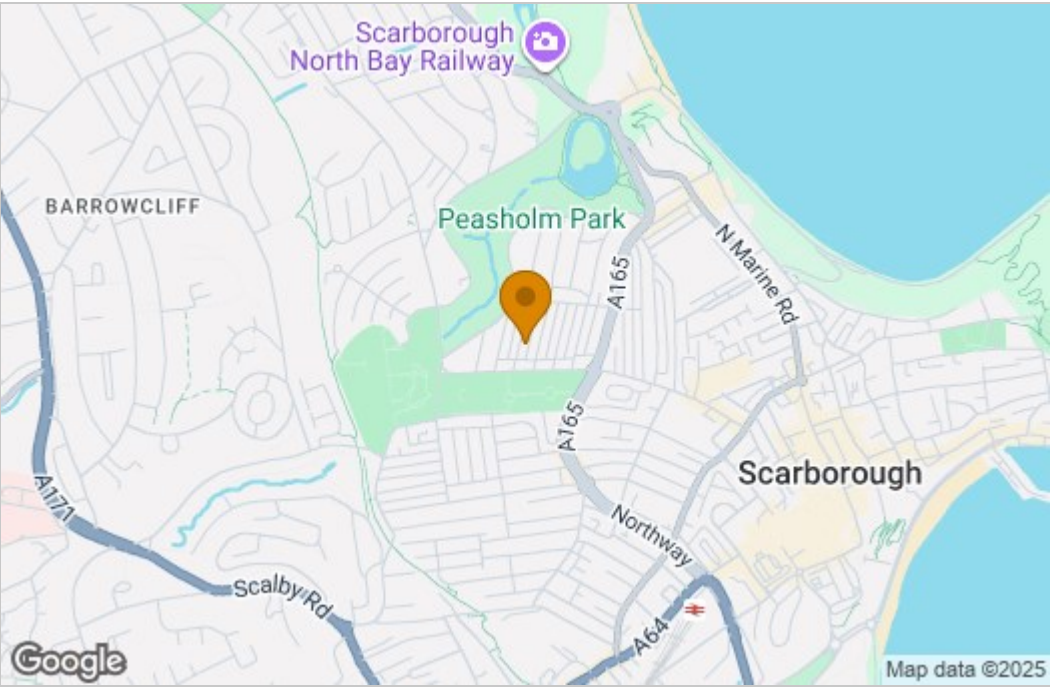 Scarborough
North Bay Railway
BARROWCLIFF
Peasholm Park
N Marine Rd
A165
A165
Scarborough
A171
Northway
Scalby Rd
A64
Google
Map data ©2025